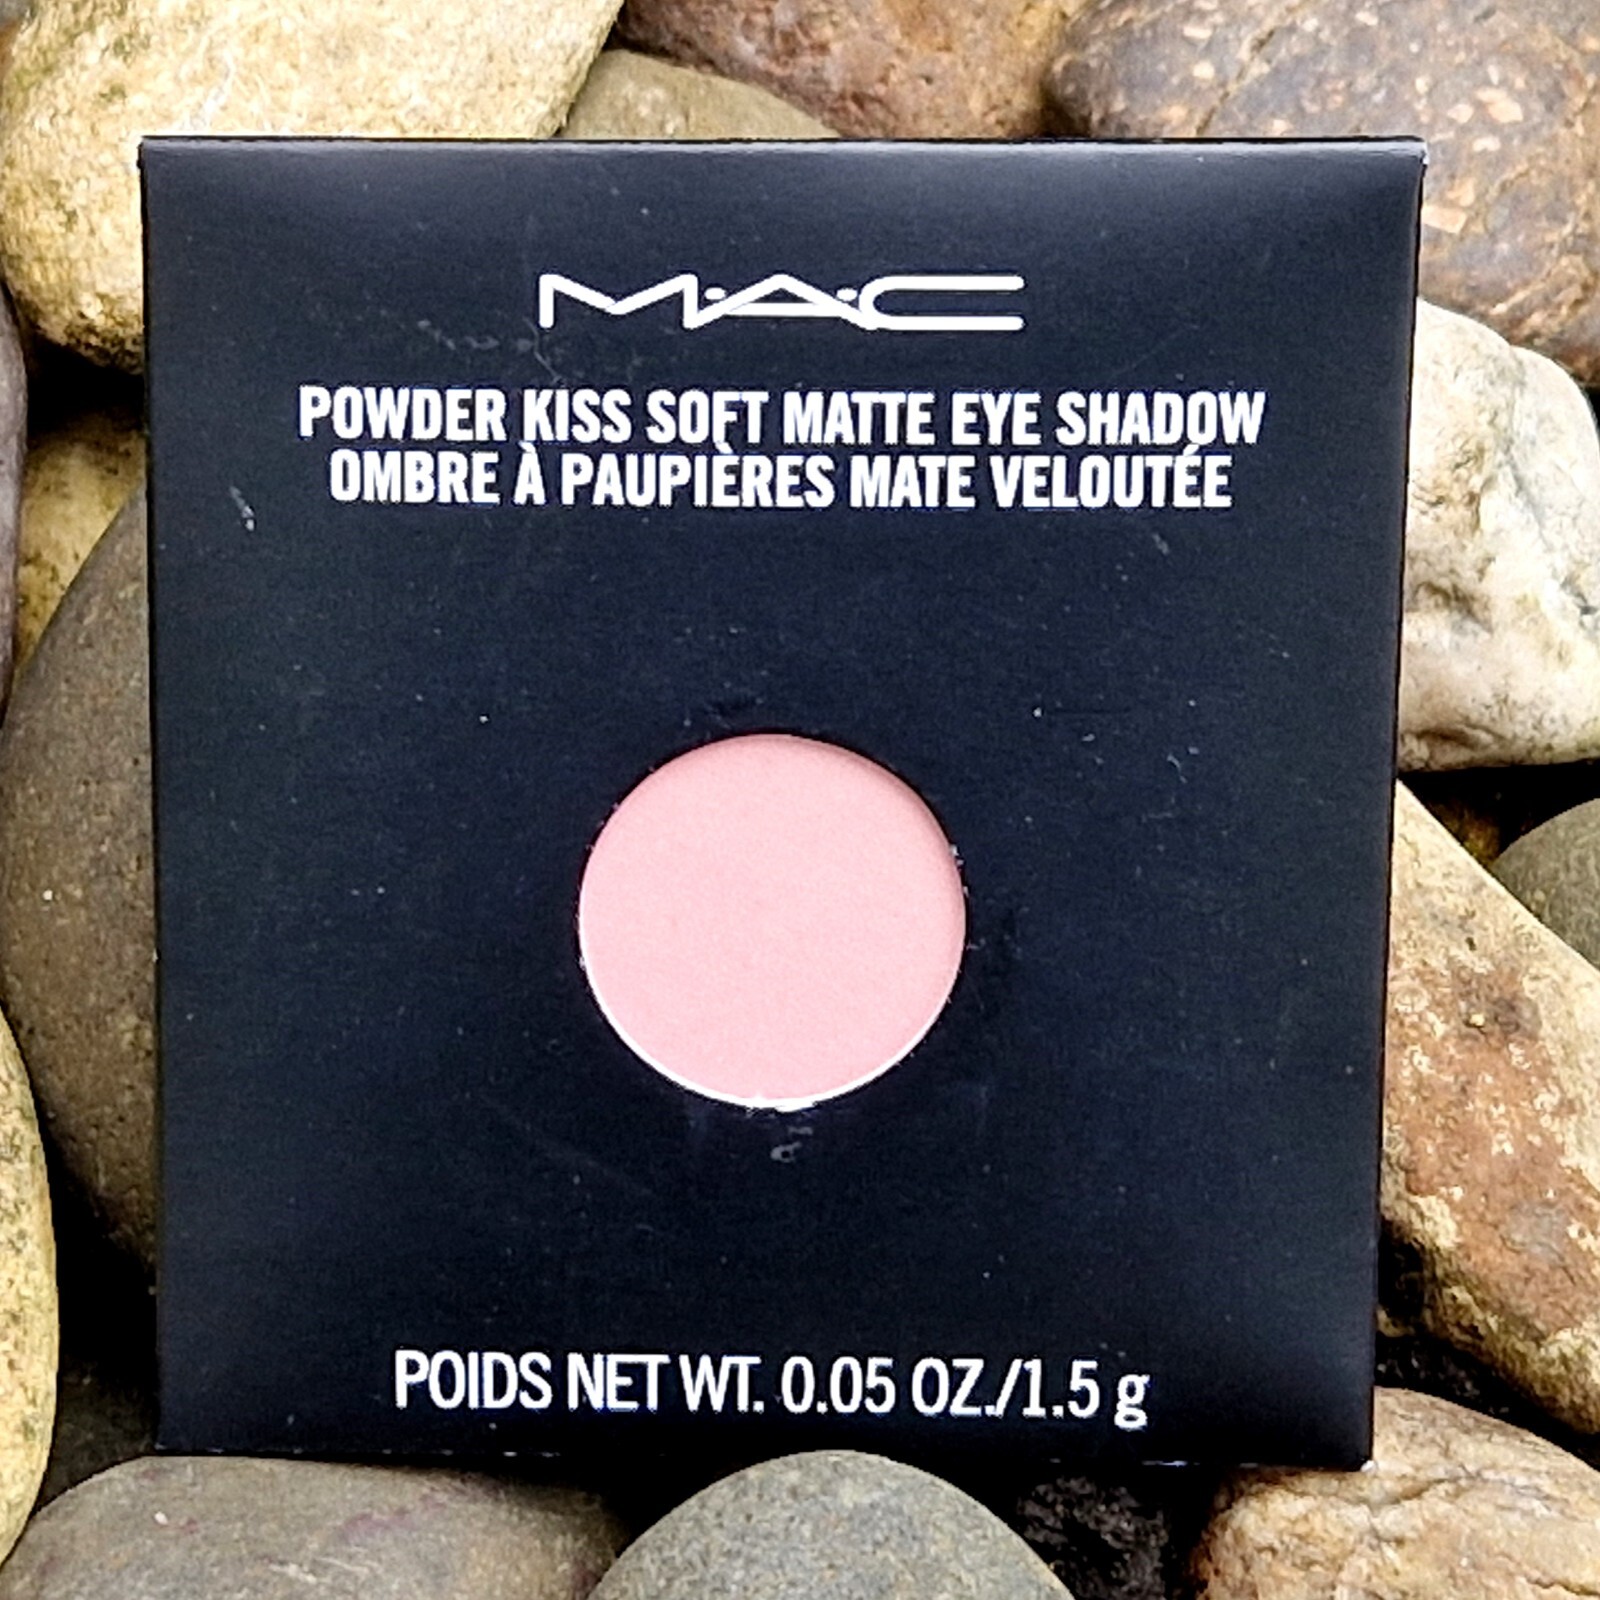 M·A·C
POWDER KISS SOFT MATTE EYE SHADOW
OMBRE À PAUPIÈRES MATE VELOUTÉE
POIDS NET WT. 0.05 OZ./1.5 g